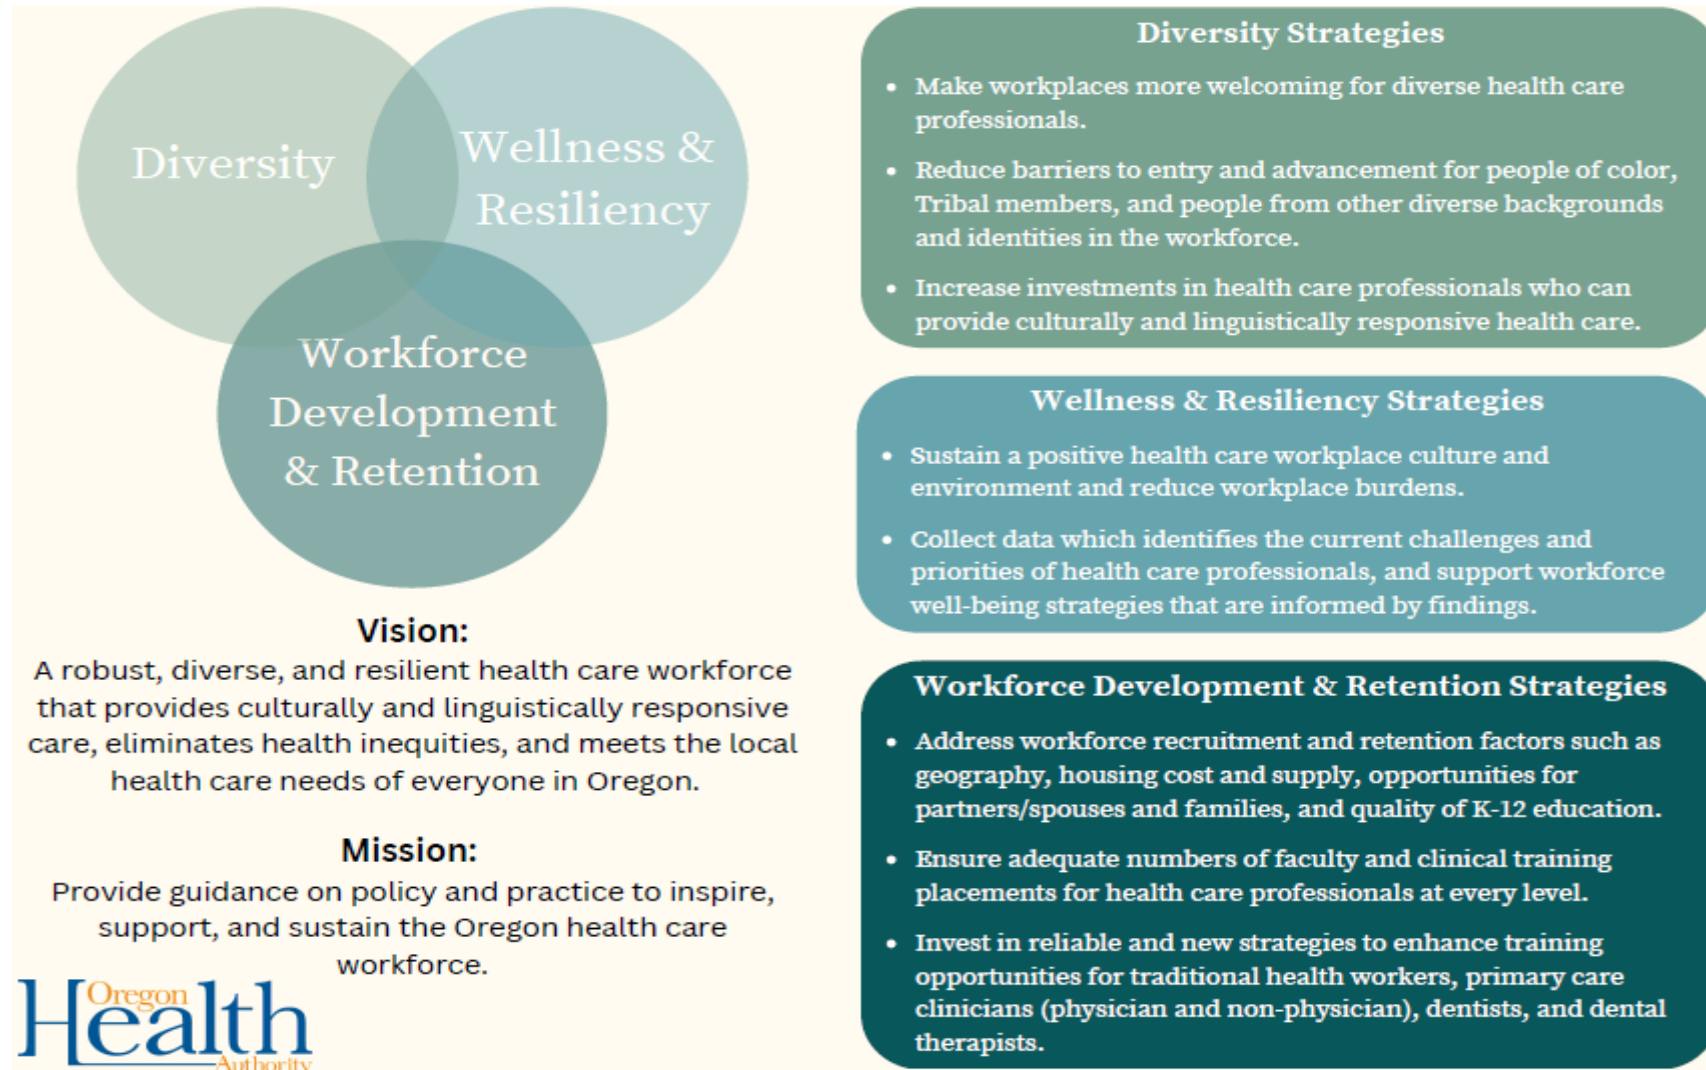 Diversity
Wellness &
Resiliency
Workforce
Development
& Retention
Vision:
A robust, diverse, and resilient health care workforce
that provides culturally and linguistically responsive
care, eliminates health inequities, and meets the local
health care needs of everyone in Oregon.
Mission:
Provide guidance on policy and practice to inspire,
support, and sustain the Oregon health care
workforce.
Oregon
Health
Authority
Diversity Strategies
• Make workplaces more welcoming for diverse health care
professionals.
• Reduce barriers to entry and advancement for people of color,
Tribal members, and people from other diverse backgrounds
and identities in the workforce.
• Increase investments in health care professionals who can
provide culturally and linguistically responsive health care.
Wellness & Resiliency Strategies
• Sustain a positive health care workplace culture and
environment and reduce workplace burdens.
• Collect data which identifies the current challenges and
priorities of health care professionals, and support workforce
well-being strategies that are informed by findings.
Workforce Development & Retention Strategies
• Address workforce recruitment and retention factors such as
geography, housing cost and supply, opportunities for
partners/spouses and families, and quality of K-12 education.
• Ensure adequate numbers of faculty and clinical training
placements for health care professionals at every level.
• Invest in reliable and new strategies to enhance training
opportunities for traditional health workers, primary care
clinicians (physician and non-physician), dentists, and dental
therapists.